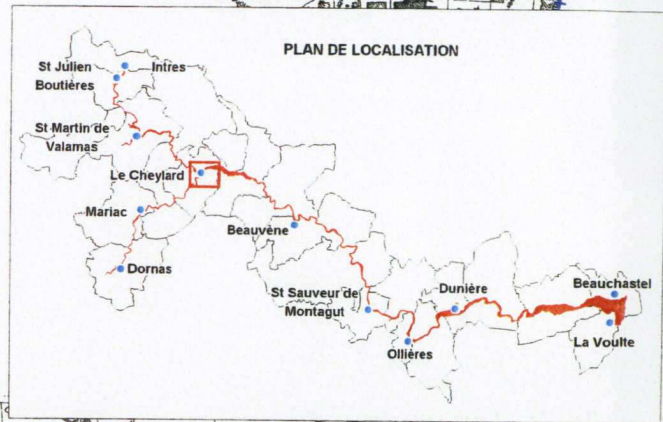 PLAN DE LOCALISATION
St Julien
Boutières
Intres
St Martin de
Valamas
Le Cheylard
Mariac
Beauvène
Dornas
St Sauveur de
Montagut
Dunière
Beauchastel
Ollières
La Voulte